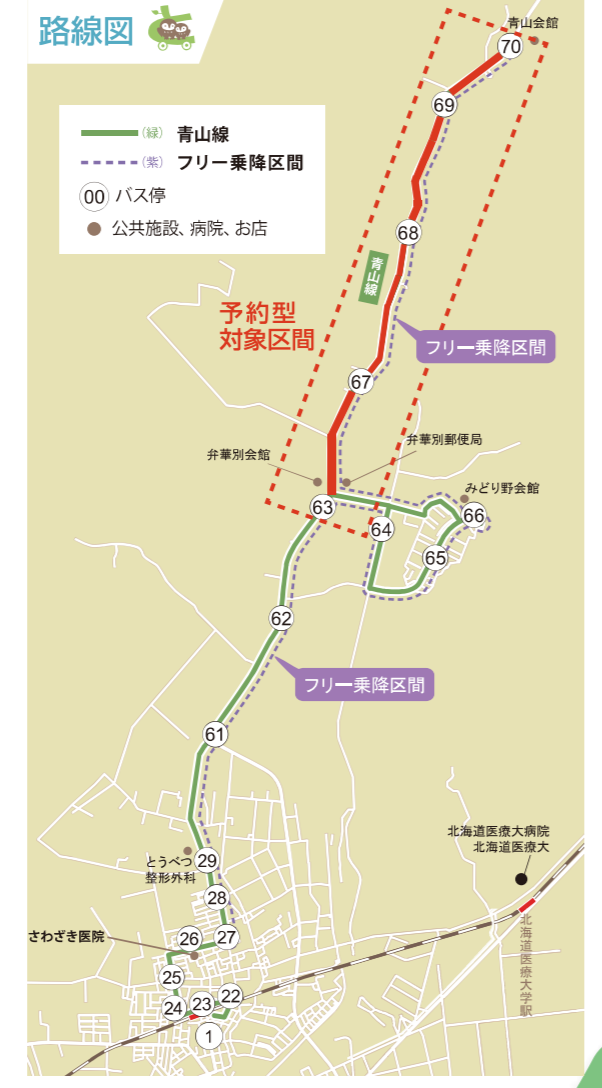 路線図
青山会館
70
69
(緑) 青山線
(紫) フリー乗降区間
00 バス停
公共施設、病院、お店
68
青山線
予約型
対象区間
フリー乗降区間
67
弁華別会館
弁華別郵便局
みどり野会館
63
66
64
65
62
フリー乗降区間
61
北海道医療大病院
北海道医療大
とうべつ
整形外科
29
28
さわざき医院
26
27
北海道医療大学駅
25
22
23
24
1